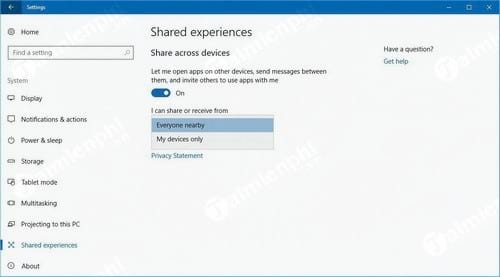 Settings
Home
Find a setting
System
Display
Notifications & actions
Power & sleep
Storage
Tablet mode
Multitasking
Projecting to this PC
Shared experiences
About
Shared experiences
Share across devices
Let me open apps on other devices, send messages between
them, and invite others to use apps with me
On
I can share or receive from
Everyone nearby
My devices only
Privacy Statement
Have a question?
Get help
Taimienphi